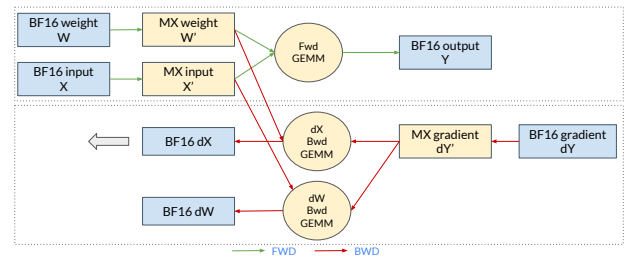 BF16 weight
W
MX weight
W'
Fwd
GEMM
BF16 output
Y
BF16 input
X
MX input
X'
BF16 dX
dX
Bwd
GEMM
MX gradient
dY'
BF16 gradient
dY
BF16 dW
dW
Bwd
GEMM
FWD
BWD